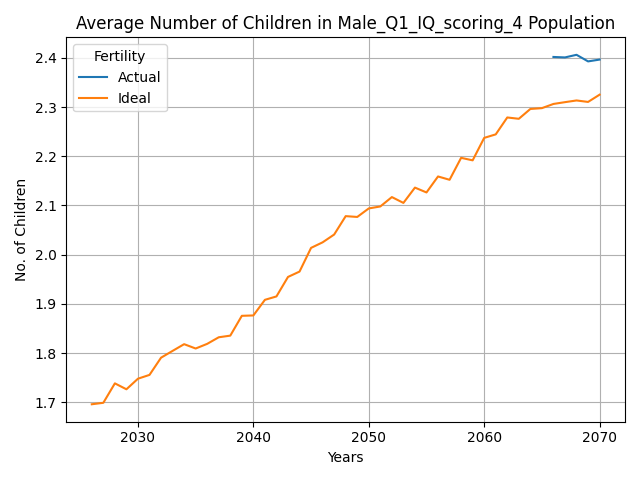 Average Number of Children in Male_Q1_IQ_scoring_4 Population
Fertility
Actual
Ideal
No. of Children
2.4
2.3
2.2
2.1
2.0
1.9
1.8
1.7
2030 2040 2050 2060 2070
Years